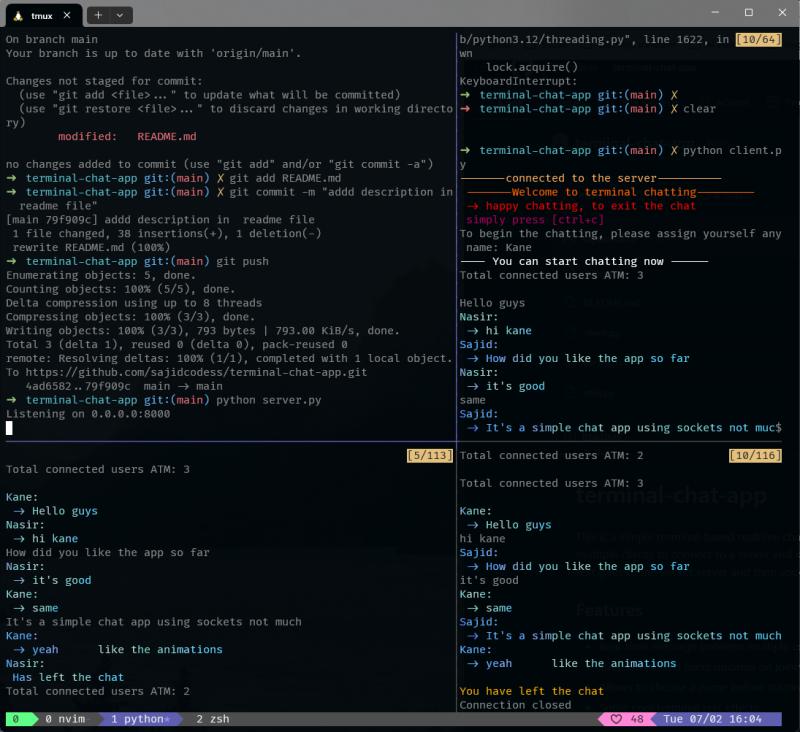 tmux
On branch main
Your branch is up to date with 'origin/main'.
Changes not staged for commit:
(use "git add <file>..." to update what will be committed)
(use "git restore <file>..." to discard changes in working directo
ry)
modified:   README.md
no changes added to commit (use "git add" and/or "git commit -a")
→ terminal-chat-app git:(main) ✗ git add README.md
→ terminal-chat-app git:(main) ✗ git commit -m "addd description in
readme file"
[main 79f909c] addd description in  readme file
1 file changed, 38 insertions(+), 1 deletion(-)
rewrite README.md (100%)
→ terminal-chat-app git:(main) git push
Enumerating objects: 5, done.
Counting objects: 100% (5/5), done.
Delta compression using up to 8 threads
Compressing objects: 100% (3/3), done.
Writing objects: 100% (3/3), 793 bytes | 793.00 KiB/s, done.
Total 3 (delta 1), reused 0 (delta 0), pack-reused 0
remote: Resolving deltas: 100% (1/1), completed with 1 local object.
To https://github.com/sajidcodess/terminal-chat-app.git
4ad6582..79f909c  main -> main
→ terminal-chat-app git:(main) python server.py
Listening on 0.0.0.0:8000
b/python3.12/threading.py", line 1622, in [10/64]
wn
lock.acquire()
KeyboardInterrupt:
→ terminal-chat-app git:(main) ✗
→ terminal-chat-app git:(main) ✗ clear
→ terminal-chat-app git:(main) ✗ python client.p
y
———————connected to the server——————————
———————Welcome to terminal chatting—————————
-> happy chatting, to exit the chat
simply press [ctrl+c]
To begin the chatting, please assign yourself any
name: Kane
———— You can start chatting now ——————
Total connected users ATM: 3
Hello guys
Nasir:
-> hi kane
Sajid:
-> How did you like the app so far
Nasir:
-> it's good
same
Sajid:
-> It's a simple chat app using sockets not muc$
[5/113]
Total connected users ATM: 3
Kane:
-> Hello guys
Nasir:
-> hi kane
How did you like the app so far
Nasir:
-> it's good
Kane:
-> same
It's a simple chat app using sockets not much
Kane:
-> yeah      like the animations
Nasir:
Has left the chat
Total connected users ATM: 2
Total connected users ATM: 2 [10/116]
Total connected users ATM: 3
Kane:
-> Hello guys
hi kane
Sajid:
-> How did you like the app so far
it's good
Kane:
-> same
Sajid:
-> It's a simple chat app using sockets not much
Kane:
-> yeah      like the animations
You have left the chat
Connection closed
terminal-chat-app
Features
0 0 nvim- 1 python* 2 zsh ♡ 48 Tue 07/02 16:04